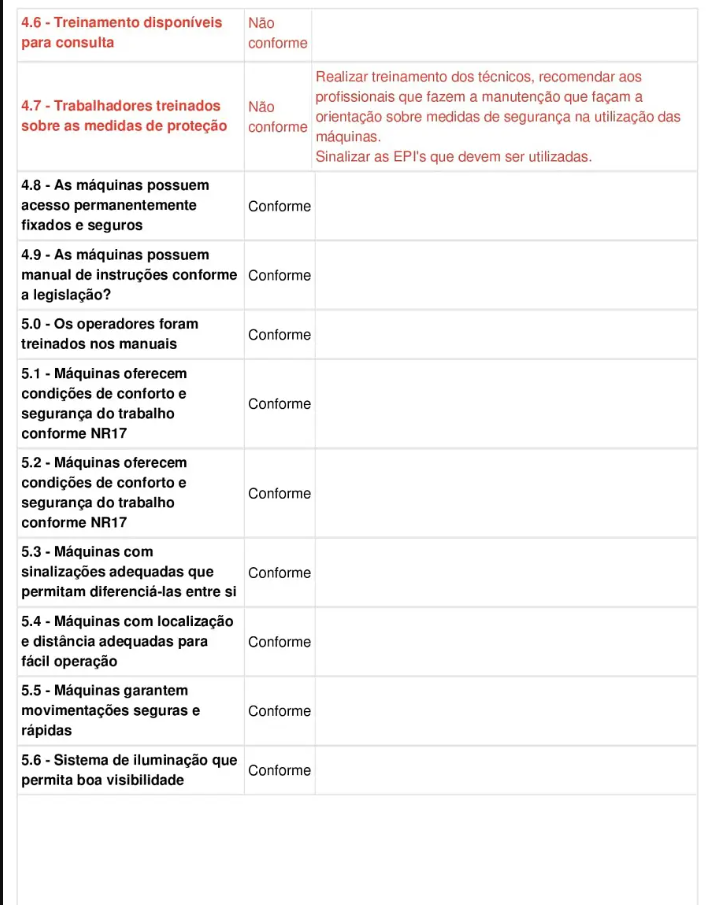 4.6 - Treinamento disponíveis
para consulta
Não
conforme
4.7 - Trabalhadores treinados
sobre as medidas de proteção
Não
conforme
Realizar treinamento dos técnicos, recomendar aos
profissionais que fazem a manutenção que façam a
orientação sobre medidas de segurança na utilização das
máquinas.
Sinalizar as EPI's que devem ser utilizadas.
4.8 - As máquinas possuem
acesso permanentemente
fixados e seguros
Conforme
4.9 - As máquinas possuem
manual de instruções conforme
a legislação?
Conforme
5.0 - Os operadores foram
treinados nos manuais
Conforme
5.1 - Máquinas oferecem
condições de conforto e
segurança do trabalho
conforme NR17
Conforme
5.2 - Máquinas oferecem
condições de conforto e
segurança do trabalho
conforme NR17
Conforme
5.3 - Máquinas com
sinalizações adequadas que
permitam diferenciá-las entre si
Conforme
5.4 - Máquinas com localização
e distância adequadas para
fácil operação
Conforme
5.5 - Máquinas garantem
movimentações seguras e
rápidas
Conforme
5.6 - Sistema de iluminação que
permita boa visibilidade
Conforme